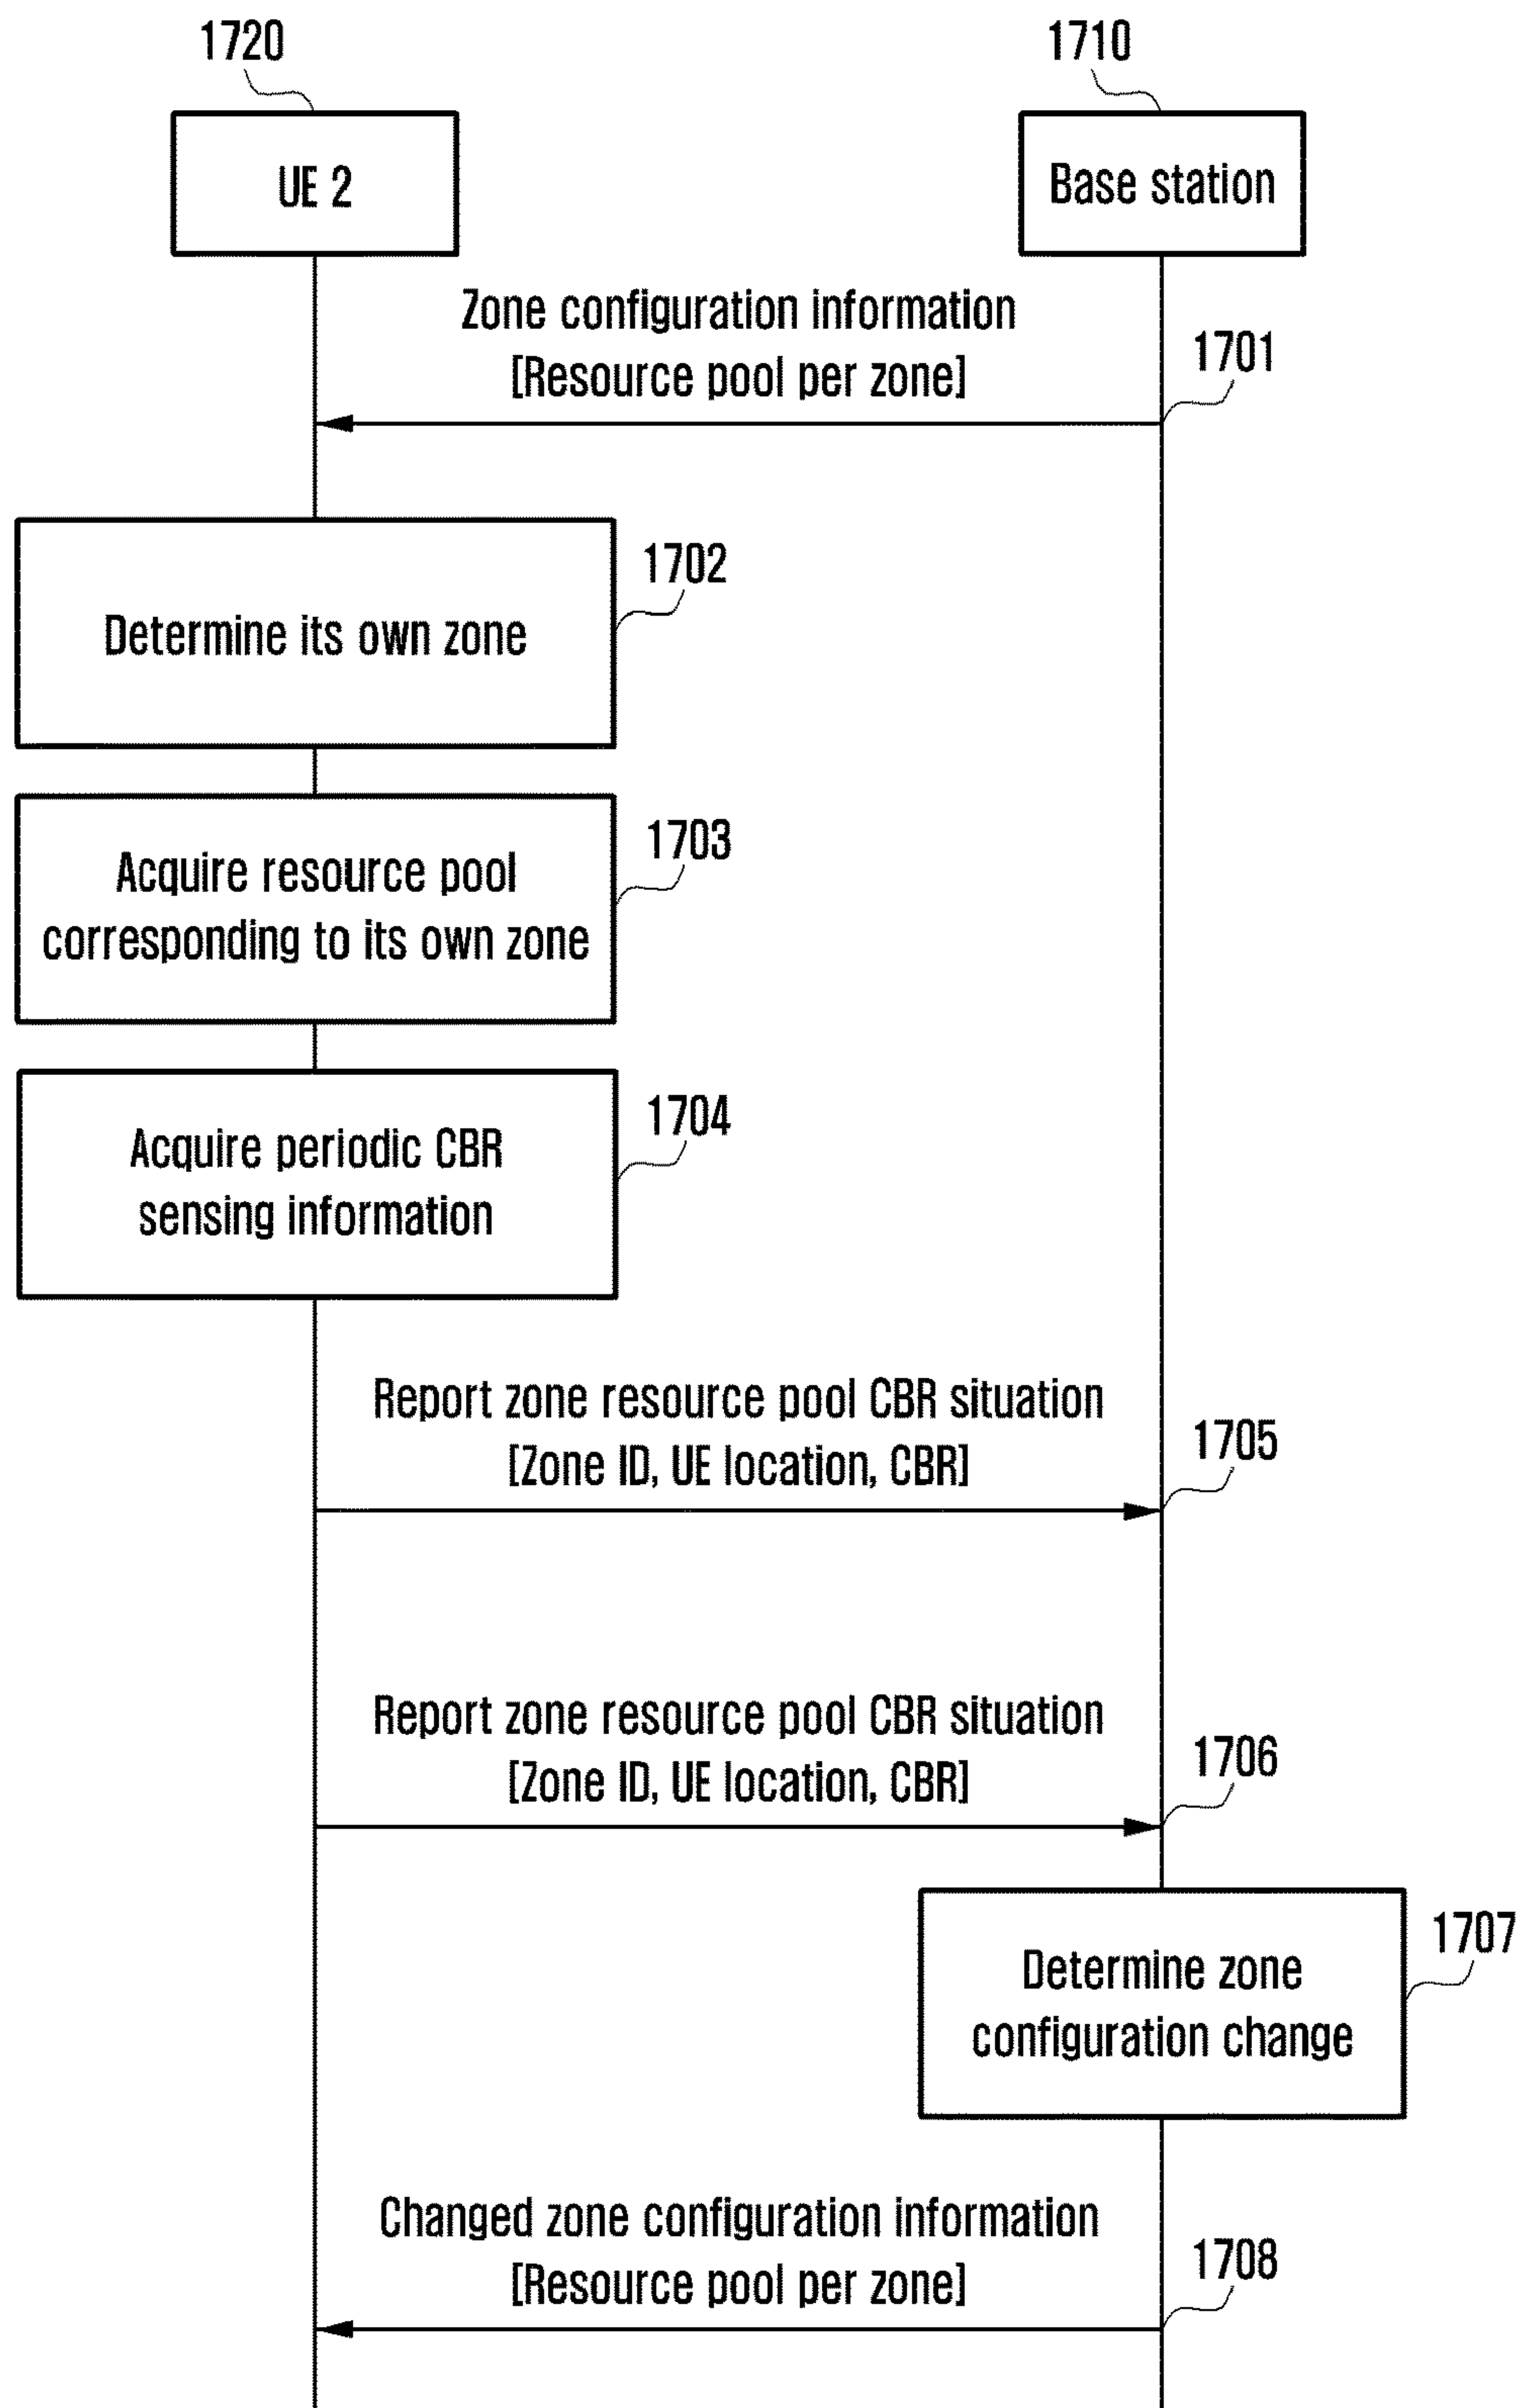 1720
1710
UE 2
Base station
Zone configuration information
[Resource pool per zone]
1701
1702
Determine its own zone
1703
Acquire resource pool
corresponding to its own zone
1704
Acquire periodic CBR
sensing information
Report zone resource pool CBR situation
[Zone ID, UE location, CBR]
1705
Report zone resource pool CBR situation
[Zone ID, UE location, CBR]
1706
1707
Determine zone
configuration change
Changed zone configuration information
[Resource pool per zone]
1708